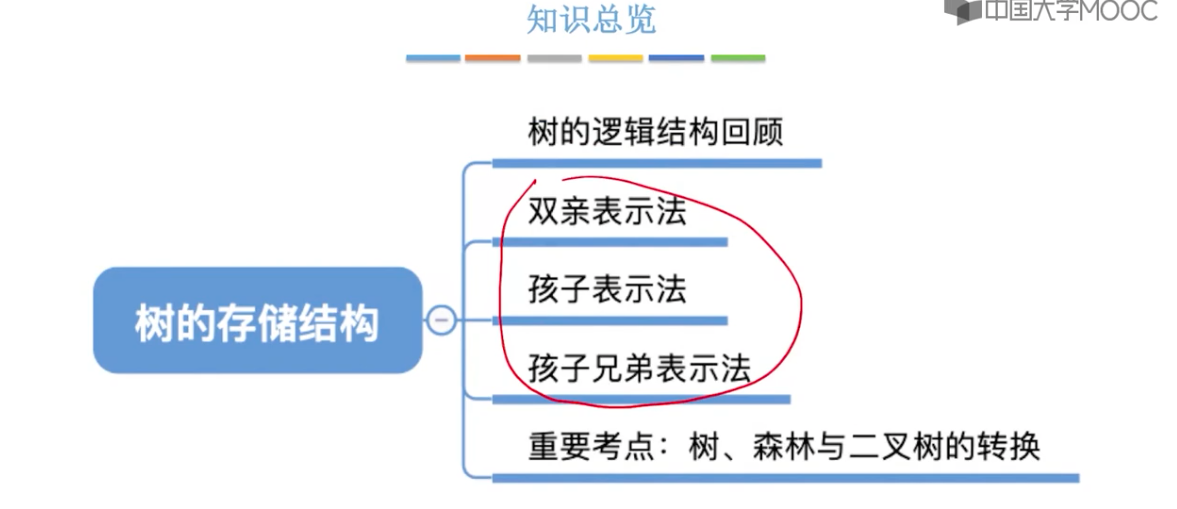 中国大学MOOC
知识总览
树的逻辑结构回顾
双亲表示法
孩子表示法
树的存储结构
孩子兄弟表示法
重要考点：树、森林与二叉树的转换